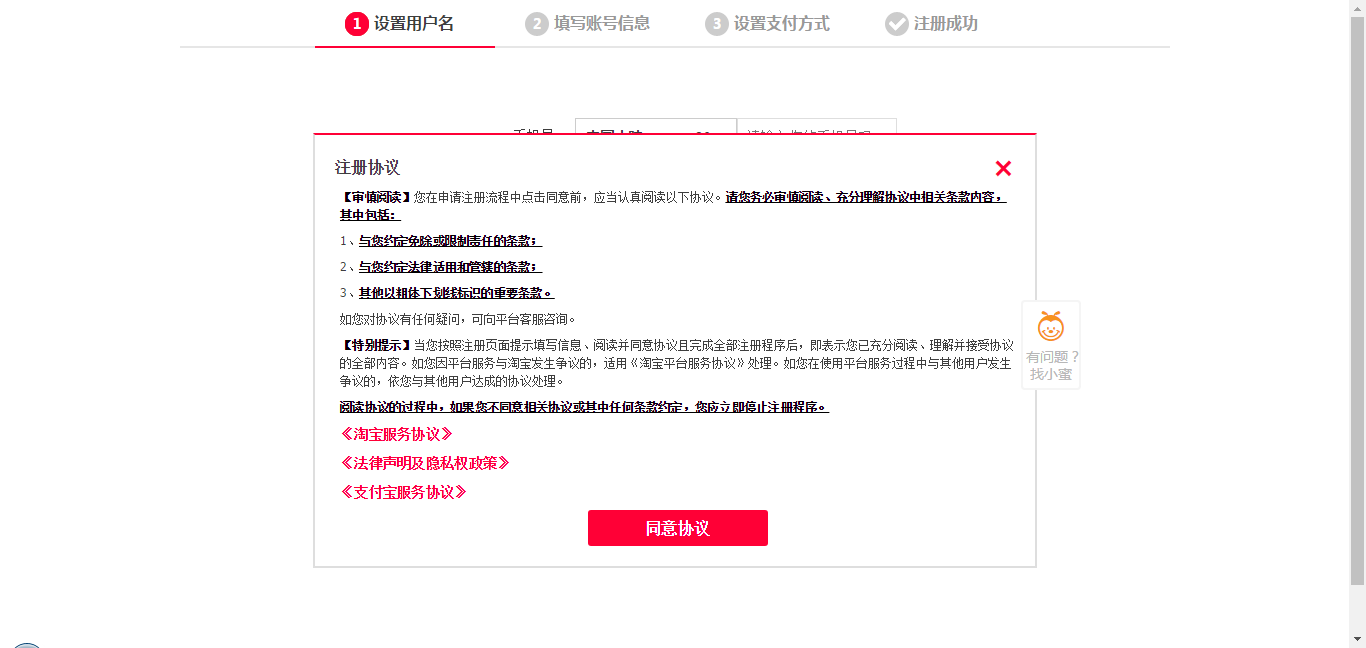 1 设置用户名
2 填写账号信息
3 设置支付方式
注册成功
注册协议
【审慎阅读】您在申请注册流程中点击同意前，应当认真阅读以下协议。请您务必审慎阅读、充分理解协议中相关条款内容，
其中包括：
1、与您约定免除或限制责任的条款；
2、与您约定法律适用和管辖的条款；
3、其他以粗体下划线标识的重要条款。
如您对协议有任何疑问，可向平台客服咨询。
【特别提示】当您按照注册页面提示填写信息、阅读并同意协议且完成全部注册程序后，即表示您已充分阅读、理解并接受协议
的全部内容。如您因平台服务与淘宝发生争议的，适用《淘宝平台服务协议》处理。如您在使用平台服务过程中与其他用户发生
争议的，依您与其他用户达成的协议处理。
阅读协议的过程中，如果您不同意相关协议或其中任何条款约定，您应立即停止注册程序。
《淘宝服务协议》
《法律声明及隐私权政策》
《支付宝服务协议》
同意协议
有问题？
找小蜜